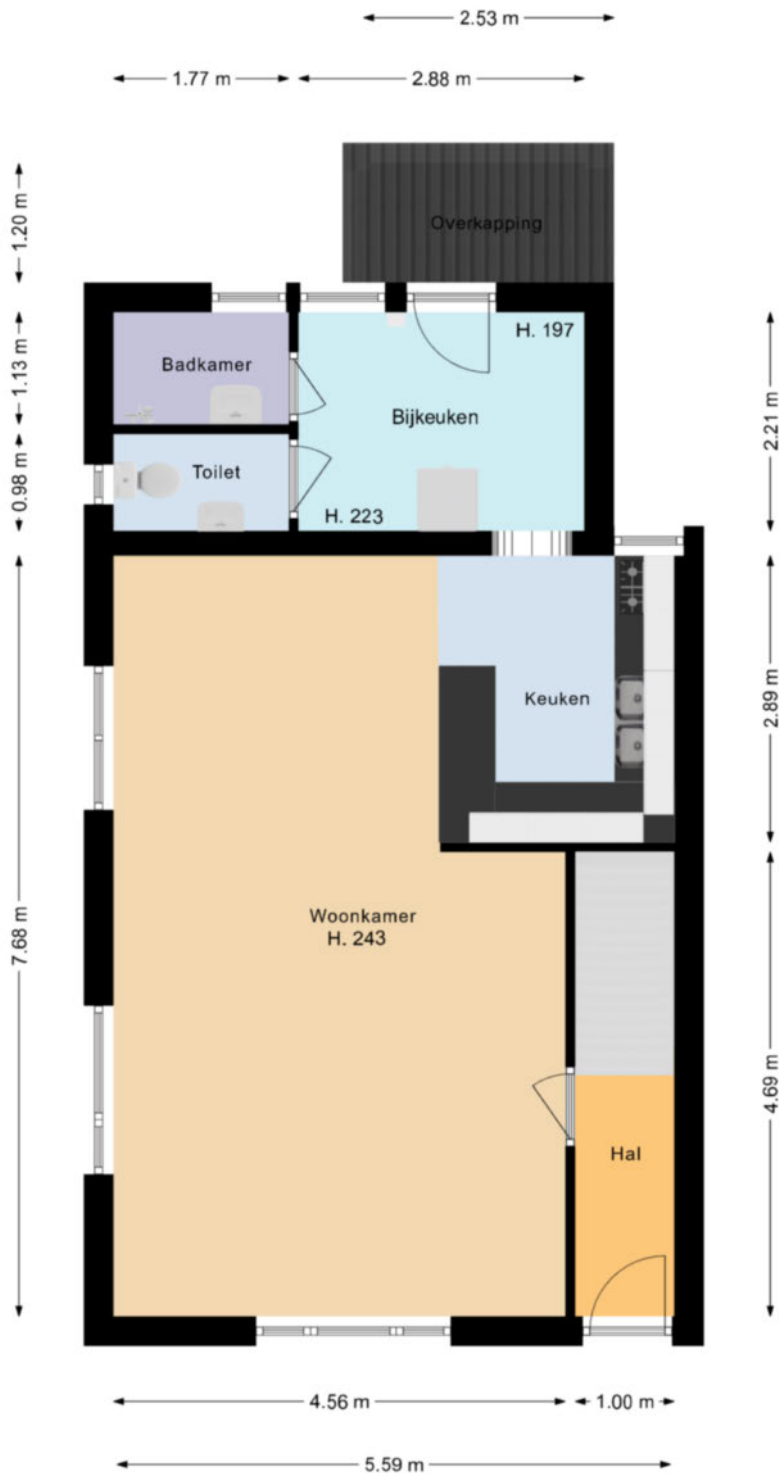 2.53 m
1.77 m
2.88 m
1.20 m
Overkapping
H. 197
Badkamer
1.13 m
Bijkeuken
2.21 m
Toilet
0.98 m
H. 223
Keuken
2.89 m
Woonkamer
H. 243
7.68 m
4.69 m
Hal
4.56 m
1.00 m
5.59 m